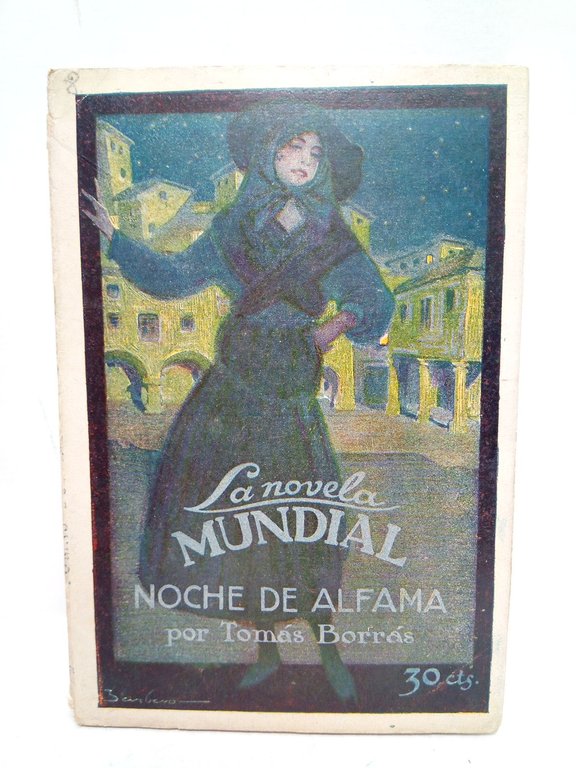 La novela
MUNDIAL
NOCHE DE ALFAMA
por Tomás Borrás
30 cts.